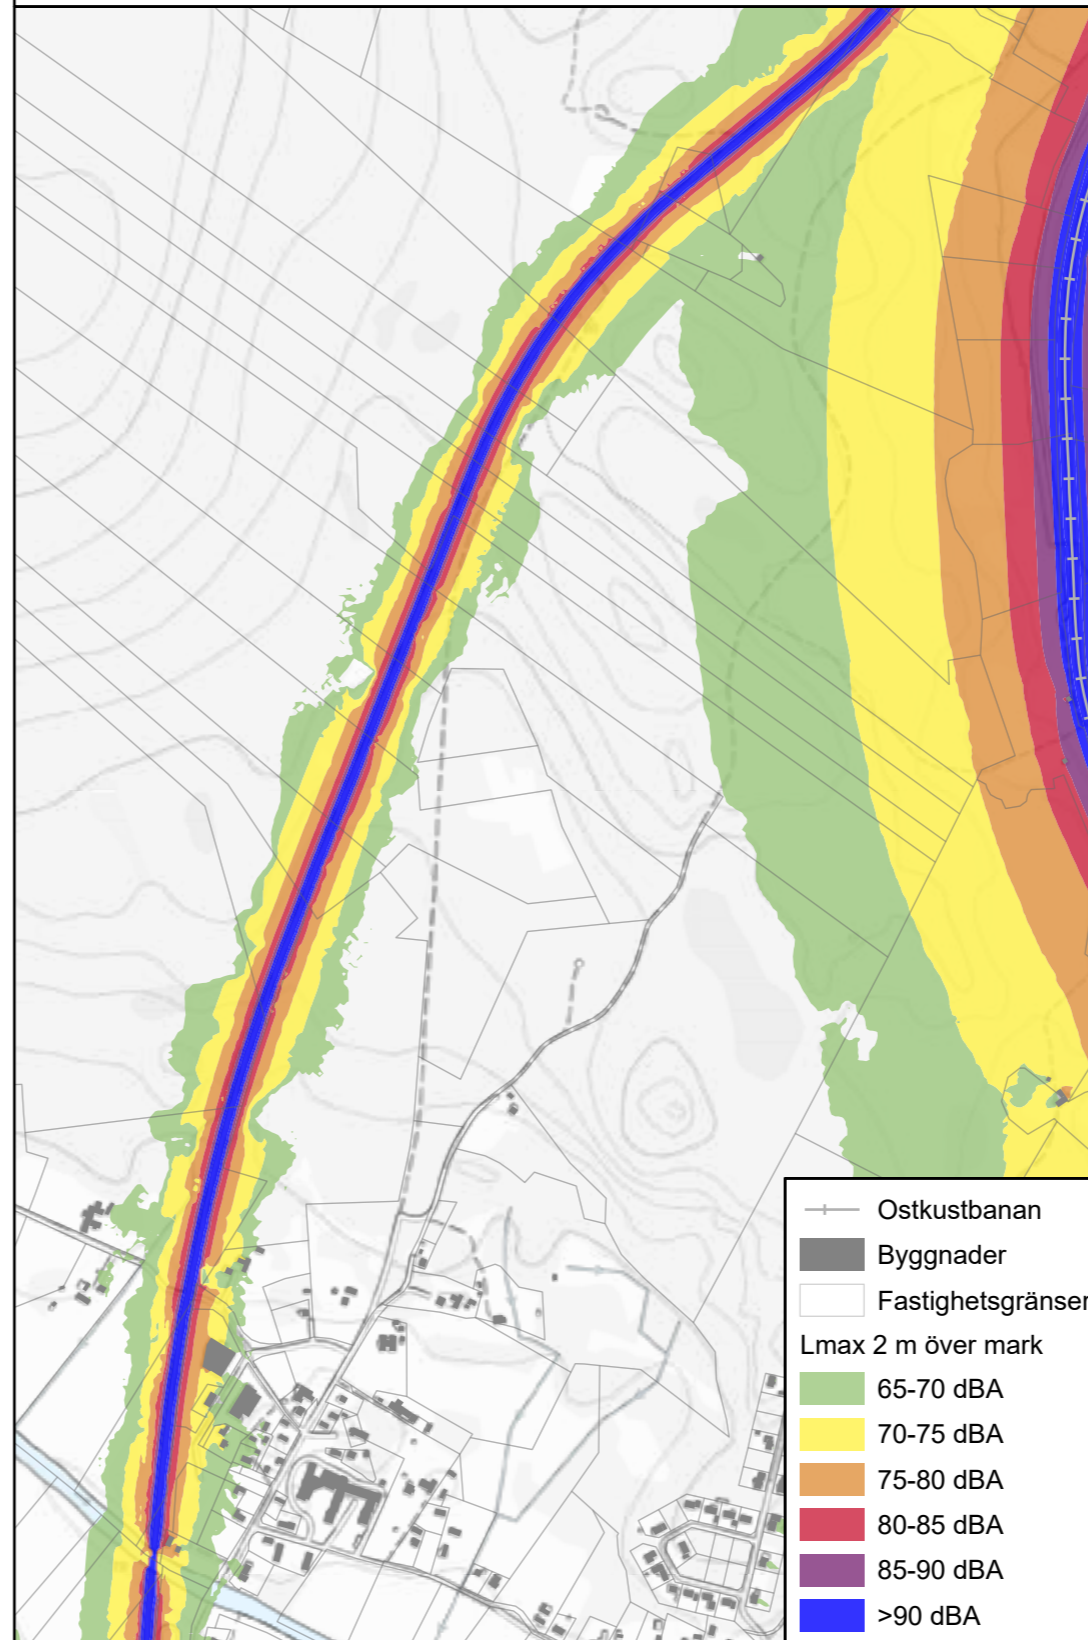 Ostkustbanan
Byggnader
Fastighetsgränser
Lmax 2 m över mark
65-70 dBA
70-75 dBA
75-80 dBA
80-85 dBA
85-90 dBA
>90 dBA